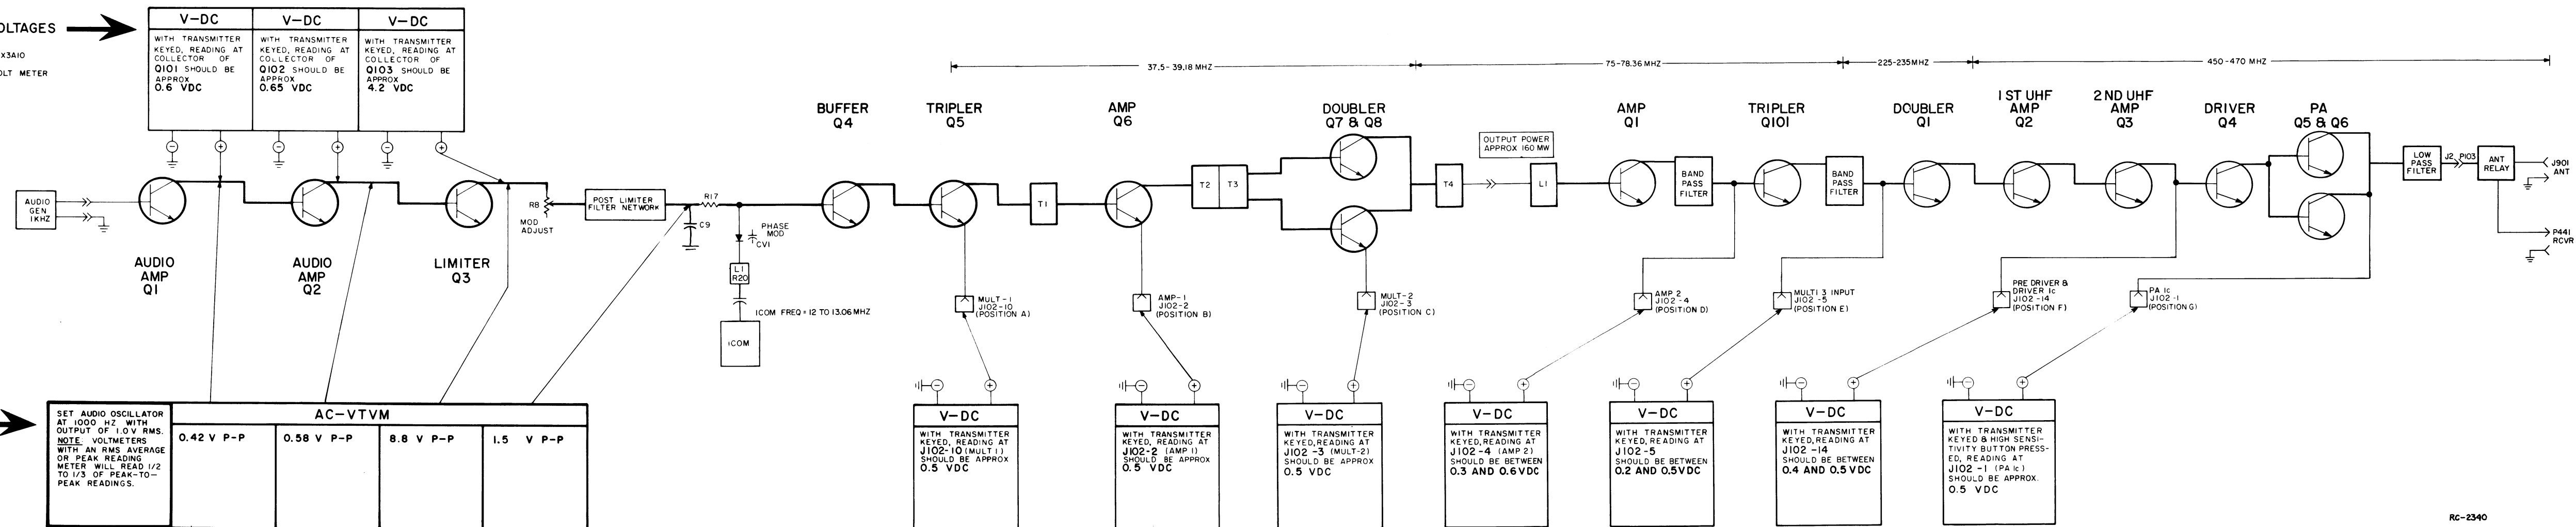 OLTAGES
X3A10
OLT METER
V-DC
WITH TRANSMITTER
KEYED, READING AT
COLLECTOR OF
Q101 SHOULD BE
APPROX
0.6 VDC
V-DC
WITH TRANSMITTER
KEYED, READING AT
COLLECTOR OF
Q102 SHOULD BE
APPROX
0.65 VDC
V-DC
WITH TRANSMITTER
KEYED, READING AT
COLLECTOR OF
Q103 SHOULD BE
APPROX
4.2 VDC
37.5-39.18 MHZ
75-78.36 MHZ
225-235MHZ
450-470 MHZ
BUFFER
Q4
TRIPLER
Q5
AMP
Q6
DOUBLER
Q7 & Q8
AMP
Q1
TRIPLER
Q101
DOUBLER
Q1
1 ST UHF
AMP
Q2
2 ND UHF
AMP
Q3
DRIVER
Q4
PA
Q5 & Q6
OUTPUT POWER
APPROX 160 MW
AUDIO
GEN
1KHZ
R8
MOD
ADJUST
POST LIMITER
FILTER NETWORK
R17
C9
PHASE
MOD
CV1
L1
R20
ICOM FREQ = 12 TO 13.06 MHZ
ICOM
T1
T2
T3
T4
L1
BAND
PASS
FILTER
BAND
PASS
FILTER
LOW
PASS
FILTER
J2
P103
ANT
RELAY
J901
ANT
P441
RCVR
AUDIO
AMP
Q1
AUDIO
AMP
Q2
LIMITER
Q3
MULT-1
J102-10
(POSITION A)
AMP-1
J102-2
(POSITION B)
MULT-2
J102-3
(POSITION C)
AMP 2
J102-4
(POSITION D)
MULTI 3 INPUT
J102-5
(POSITION E)
PRE DRIVER &
DRIVER Ic
J102-14
(POSITION F)
PA Ic
J102-1
(POSITION G)
SET AUDIO OSCILLATOR
AT 1000 HZ WITH
OUTPUT OF 1.0 V RMS.
NOTE: VOLTMETERS
WITH AN RMS AVERAGE
OR PEAK READING
METER WILL READ 1/2
TO 1/3 OF PEAK-TO-
PEAK READINGS.
AC-VTVM
0.42 V P-P
0.58 V P-P
8.8 V P-P
1.5 V P-P
V-DC
WITH TRANSMITTER
KEYED, READING AT
J102-10 (MULT 1)
SHOULD BE APPROX
0.5 VDC
V-DC
WITH TRANSMITTER
KEYED, READING AT
J102-2 (AMP 1)
SHOULD BE APPROX
0.5 VDC
V-DC
WITH TRANSMITTER
KEYED, READING AT
J102-3 (MULT-2)
SHOULD BE APPROX
0.5 VDC
V-DC
WITH TRANSMITTER
KEYED, READING AT
J102-4 (AMP 2)
SHOULD BE BETWEEN
0.3 AND 0.6VDC
V-DC
WITH TRANSMITTER
KEYED, READING AT
J102-5
SHOULD BE BETWEEN
0.2 AND 0.5VDC
V-DC
WITH TRANSMITTER
KEYED, READING AT
J102-14
SHOULD BE BETWEEN
0.4 AND 0.5VDC
V-DC
WITH TRANSMITTER
KEYED & HIGH SENSI-
TIVITY BUTTON PRESS-
ED, READING AT
J102-1 (PA Ic)
SHOULD BE APPROX.
0.5 VDC
RC-2340